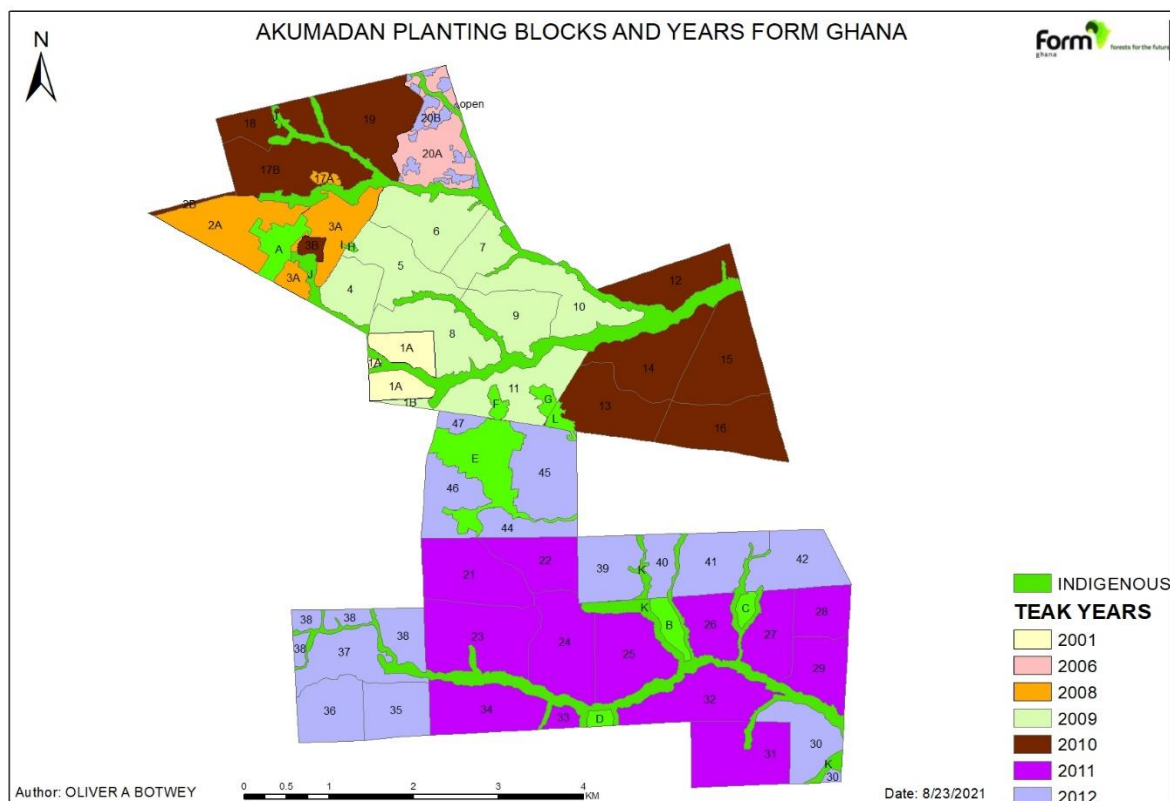 AKUMADAN PLANTING BLOCKS AND YEARS FORM GHANA
N
Form
ghana
forests for the future
open
18
J
19
20B
20A
17B
17A
2B
2A
3A
A
3B
I
H
3A
J
6
7
5
4
12
10
9
8
1A
1A
1A
1B
11
F
G
L
14
15
13
16
47
E
45
46
44
22
21
39
K
40
41
42
K
B
26
C
28
27
38
38
38
38
37
23
24
25
29
36
35
34
33
D
32
31
30
K
30
INDIGENOUS
TEAK YEARS
2001
2006
2008
2009
2010
2011
2012
Author: OLIVER A BOTWEY
0 0.5 1 2 3 4
KM
Date: 8/23/2021